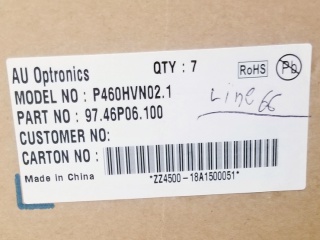 AU Optronics QTY : 7 RoHS Pb
MODEL NO : P460HVN02.1 Line 66
PART NO : 97.46P06.100
CUSTOMER NO:
CARTON NO :
Made in China *ZZ4500-18A1500051*